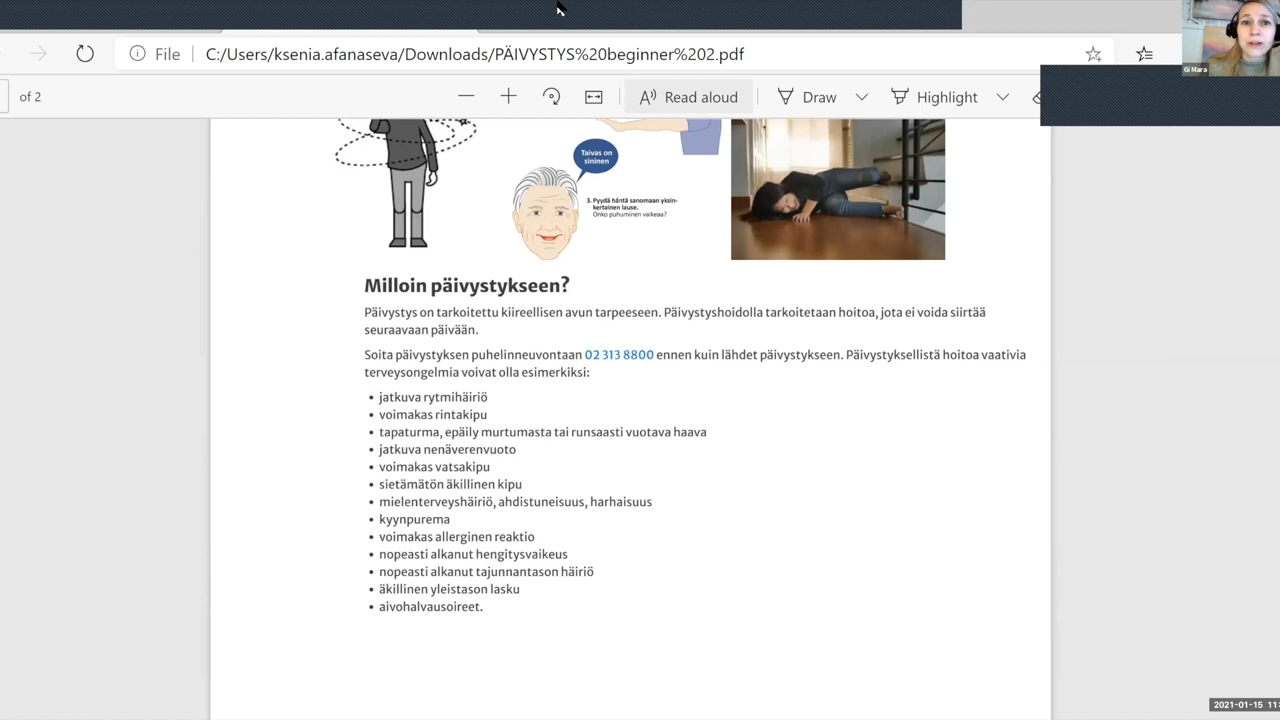 File
C:/Users/ksenia.afanaseva/Downloads/PÄIVYSTYS%20beginner%202.pdf
Gi Mara
of 2
Read aloud
Draw
Highlight
Taivas on
sininen
3. Pyydä häntä sanomaan yksin-
kertainen lause.
Onko puhuminen vaikeaa?
Milloin päivystykseen?
Päivystys on tarkoitettu kiireellisen avun tarpeeseen. Päivystyshoidolla tarkoitetaan hoitoa, jota ei voida siirtää
seuraavaan päivään.
Soita päivystyksen puhelinneuvontaan 02 313 8800 ennen kuin lähdet päivystykseen. Päivystyksellistä hoitoa vaativia
terveysongelmia voivat olla esimerkiksi:
• jatkuva rytmihäiriö
• voimakas rintakipu
• tapaturma, epäily murtumasta tai runsaasti vuotava haava
• jatkuva nenäverenvuoto
• voimakas vatsakipu
• sietämätön äkillinen kipu
• mielenterveyshäiriö, ahdistuneisuus, harhaisuus
• kyynpurema
• voimakas allerginen reaktio
• nopeasti alkanut hengitysvaikeus
• nopeasti alkanut tajunnantason häiriö
• äkillinen yleistason lasku
• aivohalvausoireet.
2021-01-15